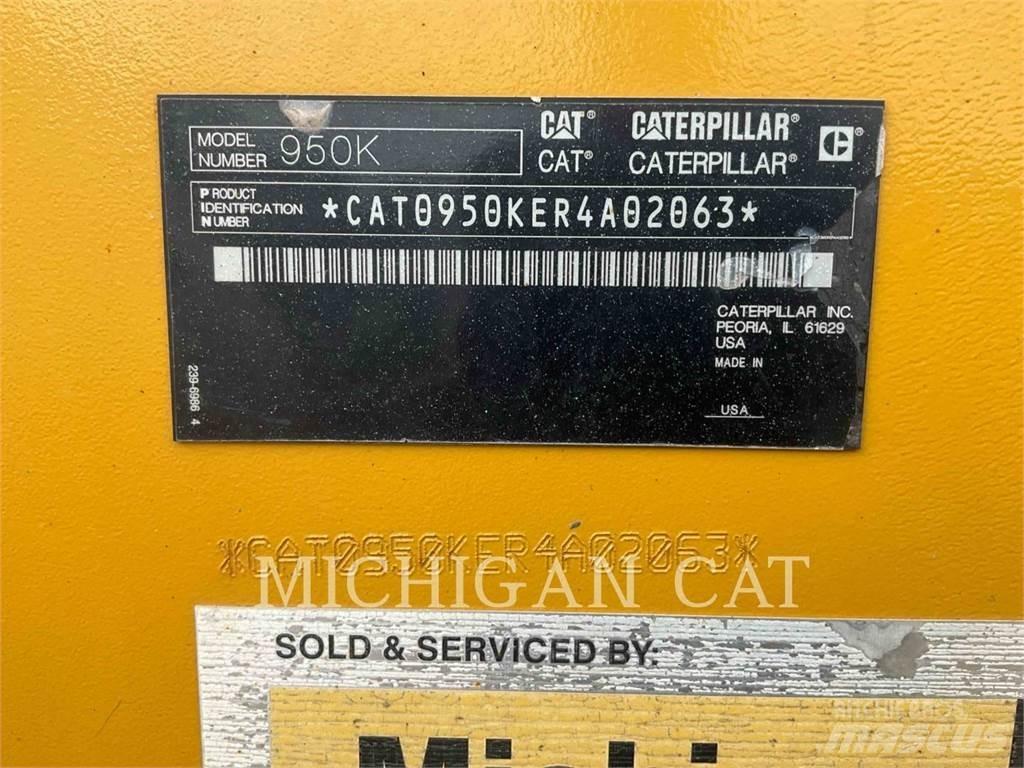 MODEL NUMBER 950K
CAT® CATERPILLAR®
CAT® CATERPILLAR®
PRODUCT IDENTIFICATION NUMBER *CAT0950KER4A02063*
CATERPILLAR INC.
PEORIA, IL 61629
USA
MADE IN
USA
239-6986 4
*CAT0950KER4A02063*
MICHIGAN CAT
SOLD & SERVICED BY:
MASCUS